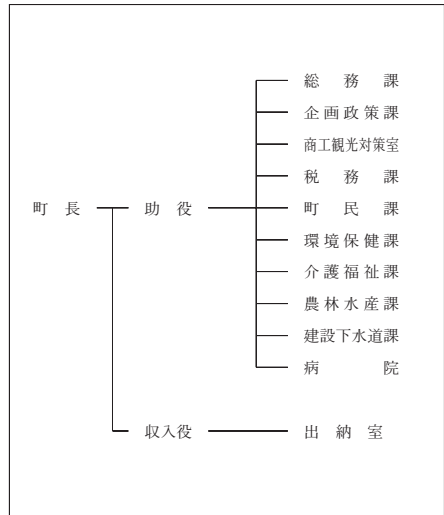 総務課
企画政策課
商工観光対策室
税務課
町長 助役 町民課
環境保健課
介護福祉課
農林水産課
建設下水道課
病院
収入役 出納室